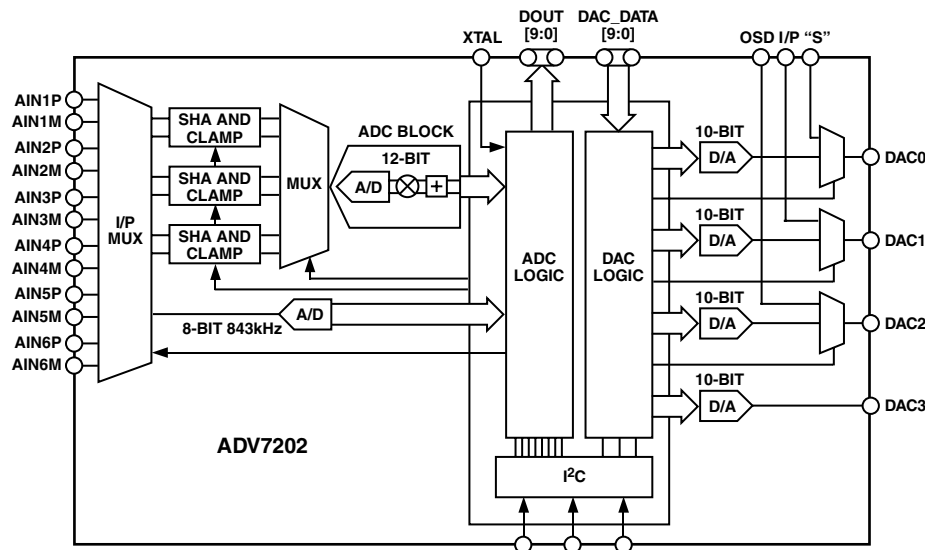 XTAL
DOUT
[9:0]
DAC_DATA
[9:0]
OSD I/P “S”
AIN1P
AIN1M
AIN2P
AIN2M
AIN3P
AIN3M
AIN4P
AIN4M
AIN5P
AIN5M
AIN6P
AIN6M
I/P
MUX
SHA AND
CLAMP
SHA AND
CLAMP
SHA AND
CLAMP
MUX
ADC BLOCK
12-BIT
A/D
+
8-BIT 843kHz
A/D
ADC
LOGIC
DAC
LOGIC
I²C
10-BIT
D/A
DAC0
10-BIT
D/A
DAC1
10-BIT
D/A
DAC2
10-BIT
D/A
DAC3
ADV7202